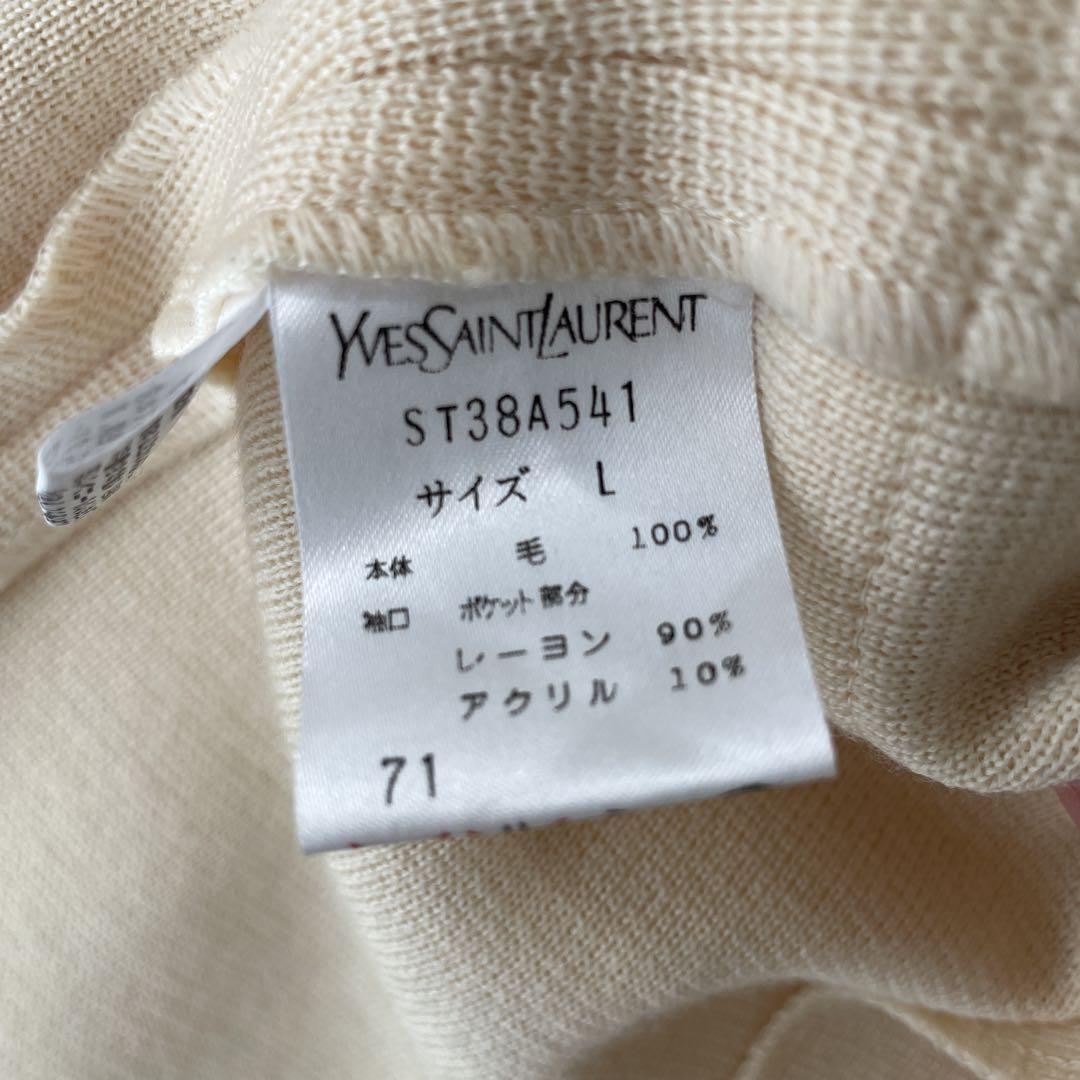 YVESSAINTLAURENT
ST38A541
サイズ L
本体 毛 100%
袖口 ポケット部分
レーヨン 90%
アクリル 10%
71